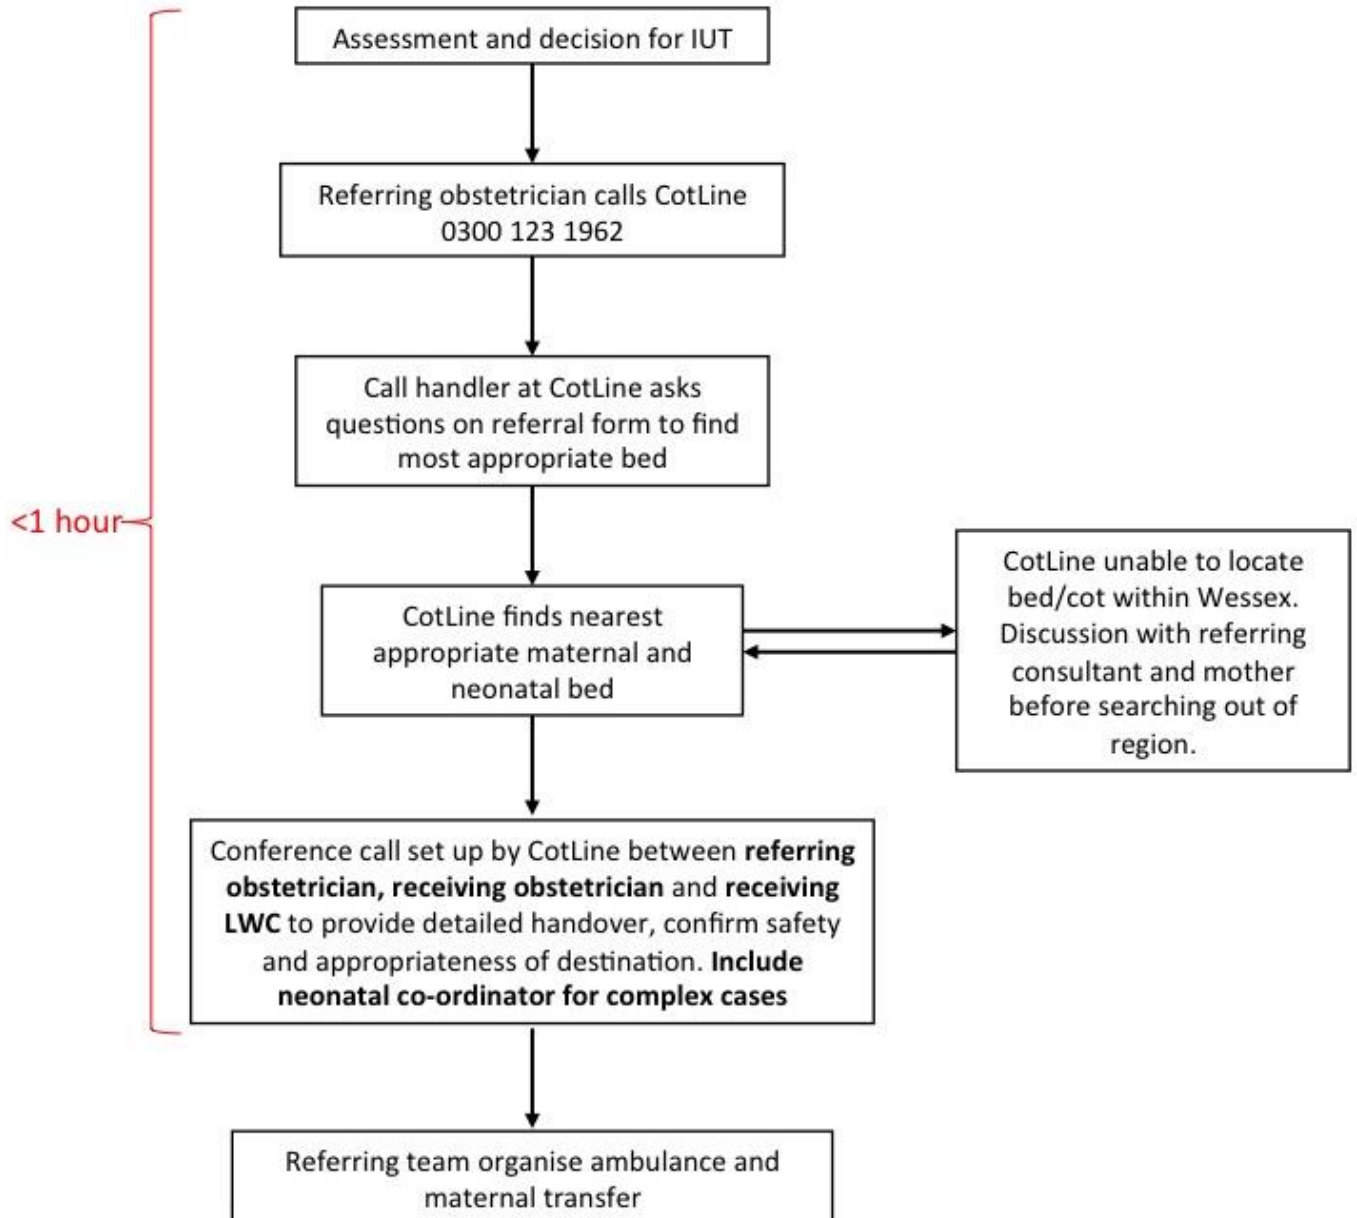 Assessment and decision for IUT
Referring obstetrician calls CotLine
0300 123 1962
Call handler at CotLine asks
questions on referral form to find
most appropriate bed
<1 hour
CotLine finds nearest
appropriate maternal and
neonatal bed
CotLine unable to locate
bed/cot within Wessex.
Discussion with referring
consultant and mother
before searching out of
region.
Conference call set up by CotLine between referring
obstetrician, receiving obstetrician and receiving
LWC to provide detailed handover, confirm safety
and appropriateness of destination. Include
neonatal co-ordinator for complex cases
Referring team organise ambulance and
maternal transfer